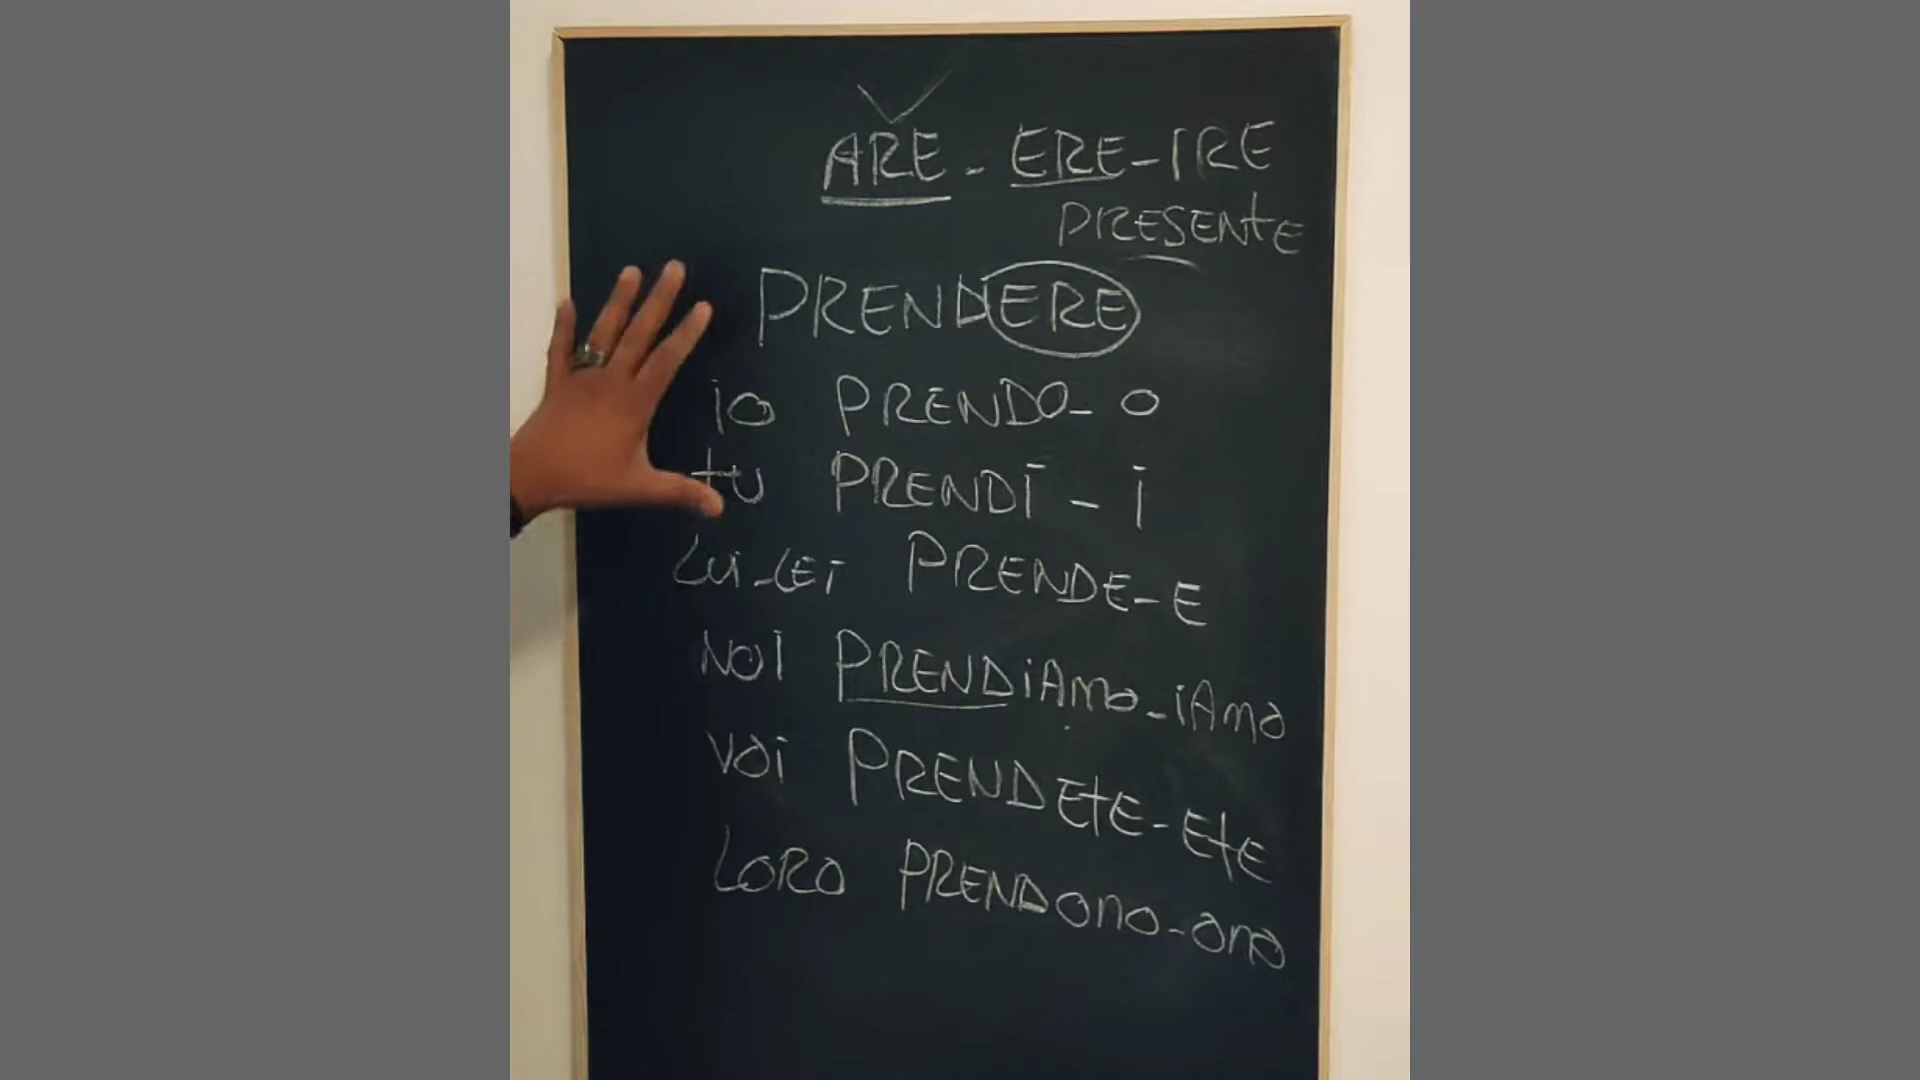 ARE - ERE - IRE
PRESENTE
PRENDERE
io PRENDO - O
tu PRENDI - I
Lui - LEI PRENDE - E
NOI PRENDiAmo - iAmo
Voi PRENDEtE - EtE
LORO PRENDOno - ono